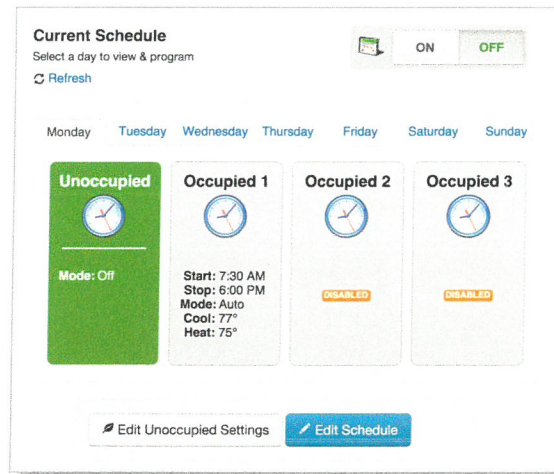 Current Schedule
Select a day to view & program
Refresh
ON OFF
Monday Tuesday Wednesday Thursday Friday Saturday Sunday
Unoccupied Occupied 1 Occupied 2 Occupied 3
Mode: Off
Start: 7:30 AM
Stop: 6:00 PM
Mode: Auto
Cool: 77°
Heat: 75°
DISABLED DISABLED
Edit Unoccupied Settings Edit Schedule